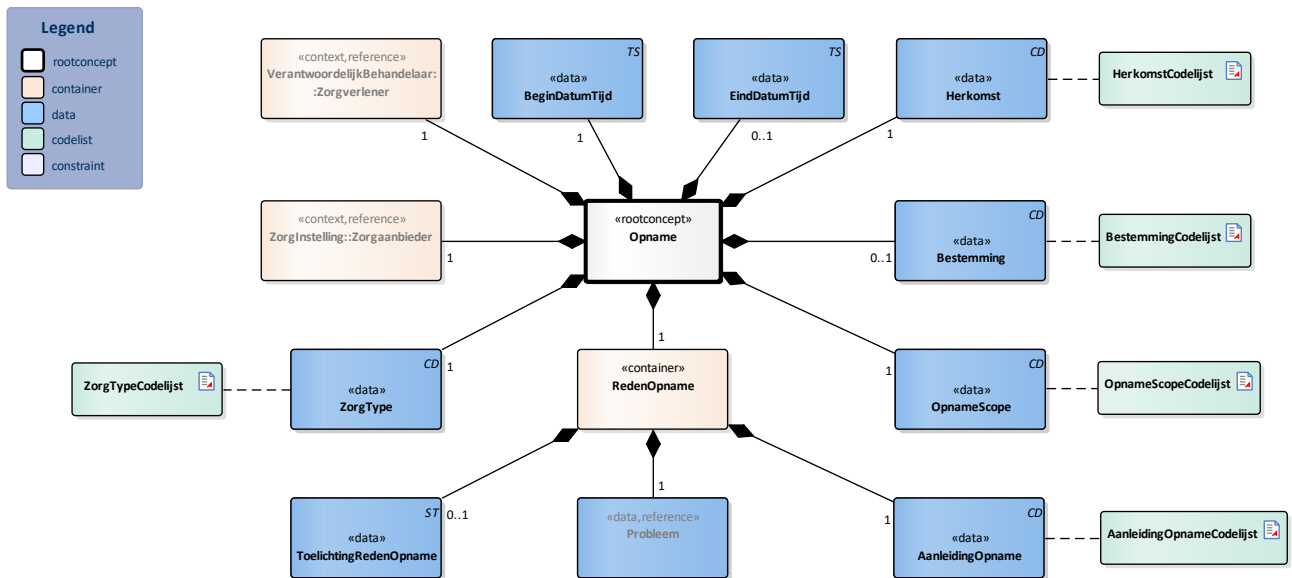 Legend
rootconcept
container
data
codelist
constraint
«context,reference»
VerantwoordelijkBehandelaar:
:Zorgverlener
1
TS
«data»
BeginDatumTijd
1
TS
«data»
EindDatumTijd
0..1
CD
«data»
Herkomst
1
HerkomstCodelijst
«context,reference»
ZorgInstelling::Zorgaanbieder
1
«rootconcept»
Opname
CD
«data»
Bestemming
0..1
BestemmingCodelijst
ZorgTypeCodelijst
CD
«data»
ZorgType
1
1
«container»
RedenOpname
CD
«data»
OpnameScope
1
OpnameScopeCodelijst
ST
«data»
ToelichtingRedenOpname
0..1
1
«data,reference»
Probleem
CD
«data»
AanleidingOpname
1
AanleidingOpnameCodelijst